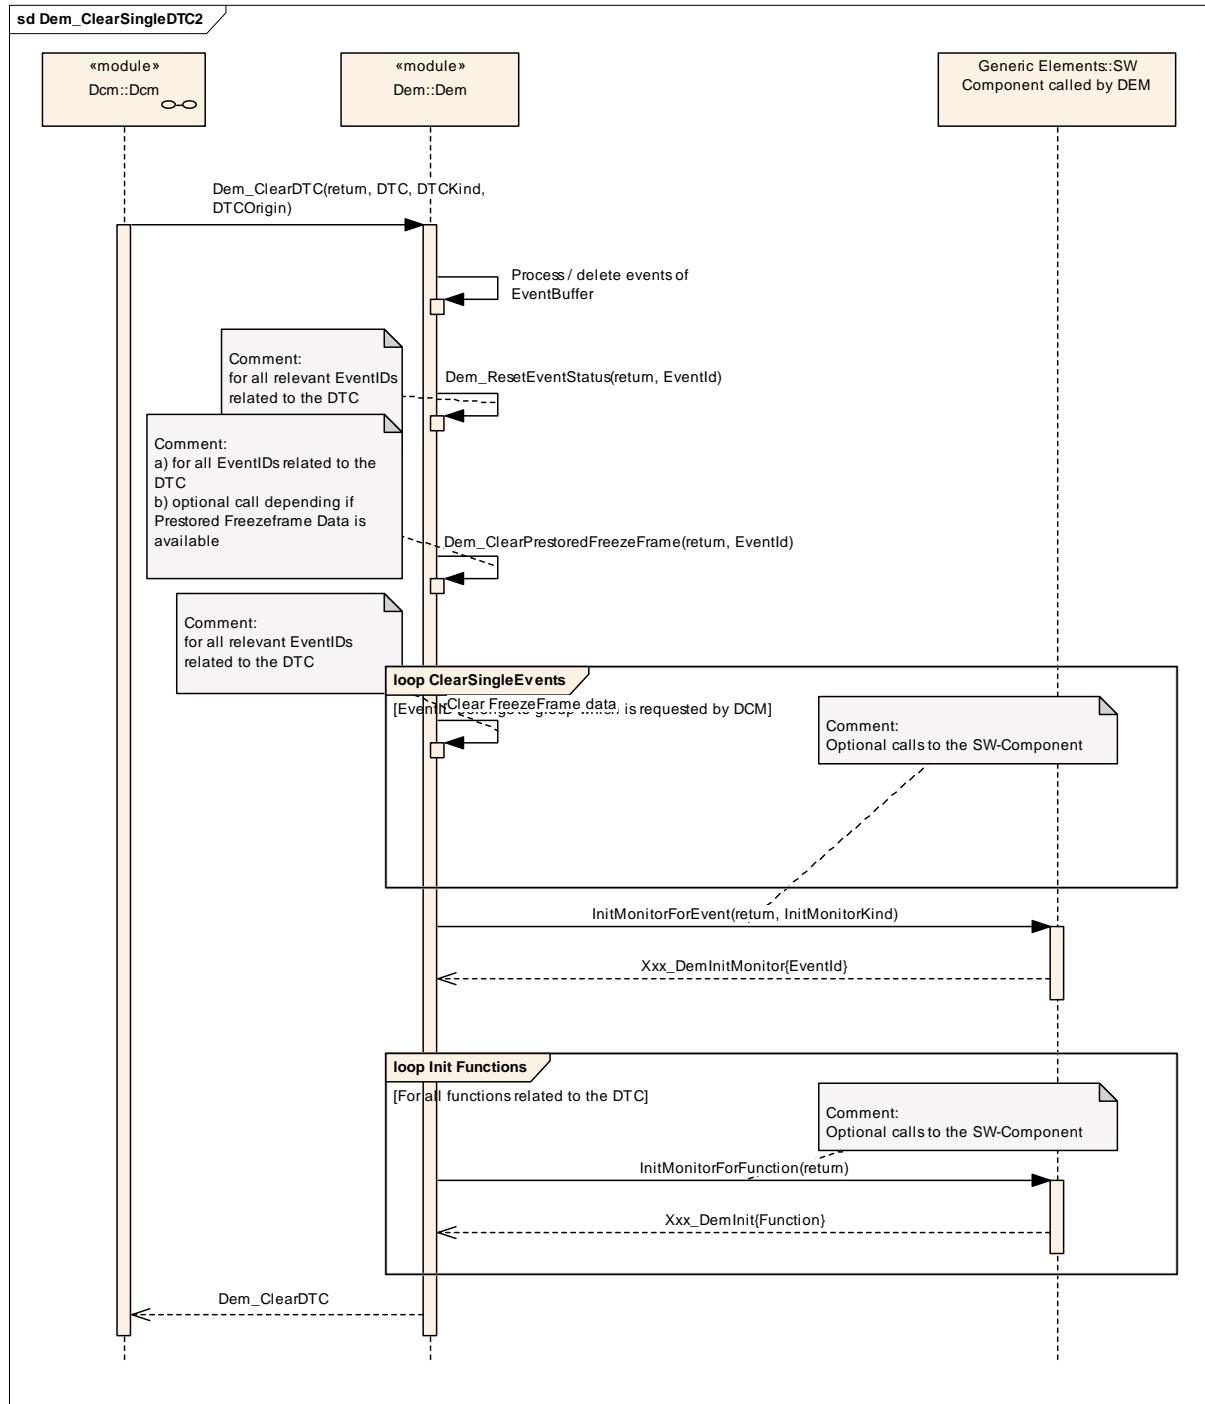 sd Dem_ClearSingleDTC2
«module»
Dcm::Dcm
«module»
Dem::Dem
Generic Elements::SW
Component called by DEM
Dem_ClearDTC(return, DTC, DTCKind,
DTCOrigin)
Process / delete events of
EventBuffer
Comment:
for all relevant EventIDs
related to the DTC
Dem_ResetEventStatus(return, EventId)
Comment:
a) for all EventIDs related to the
DTC
b) optional call depending if
Prestored Freezeframe Data is
available
Dem_ClearPrestoredFreezeFrame(return, EventId)
Comment:
for all relevant EventIDs
related to the DTC
loop ClearSingleEvents
Clear FreezeFrame data
is requested by DCM]
Comment:
Optional calls to the SW-Component
InitMonitorForEvent(return, InitMonitorKind)
Xxx_DemInitMonitor{EventId}
loop Init Functions
[For all functions related to the DTC]
Comment:
Optional calls to the SW-Component
InitMonitorForFunction(return)
Xxx_DemInit{Function}
Dem_ClearDTC